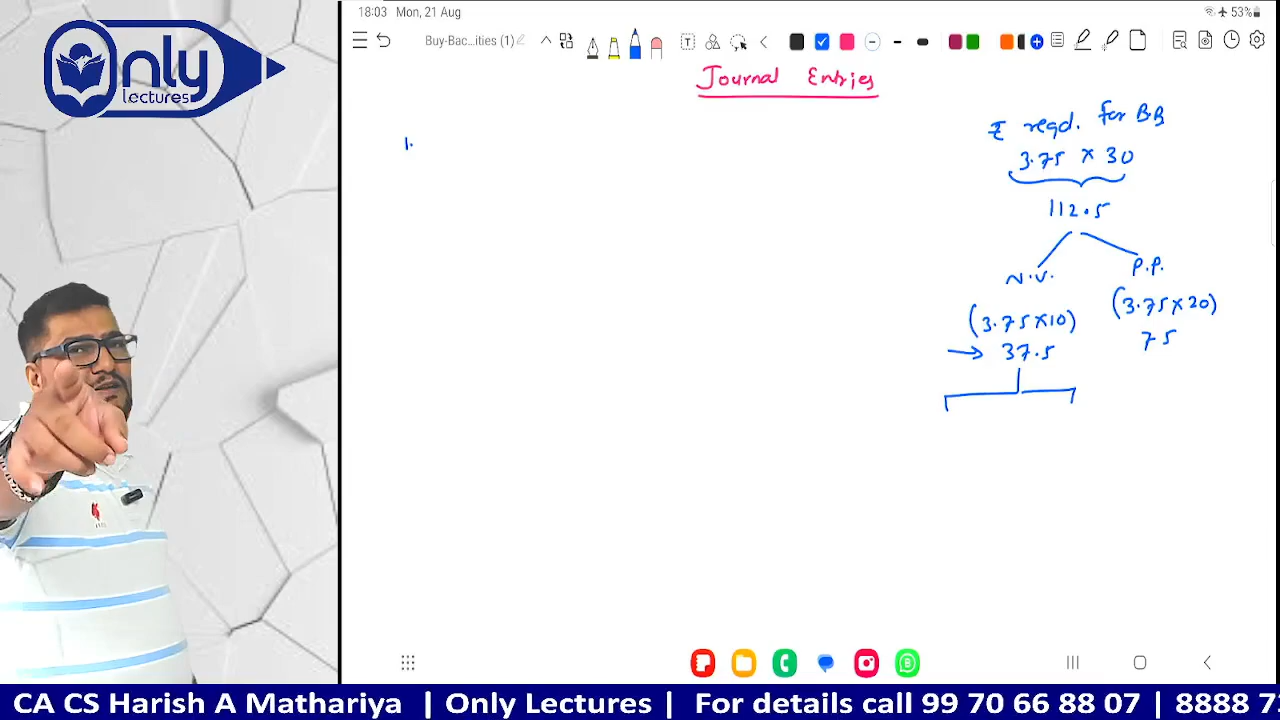 18:03 Mon, 21 Aug
53%
Only
lectures
Buy-Bac...ities (1)
Journal Entries
1.
₹ reqd. for BB
3.75 × 30
112.5
N.V.
P.P.
(3.75×10)
(3.75×20)
→ 37.5
75
CA CS Harish A Mathariya | Only Lectures | For details call 99 70 66 88 07 | 8888 7